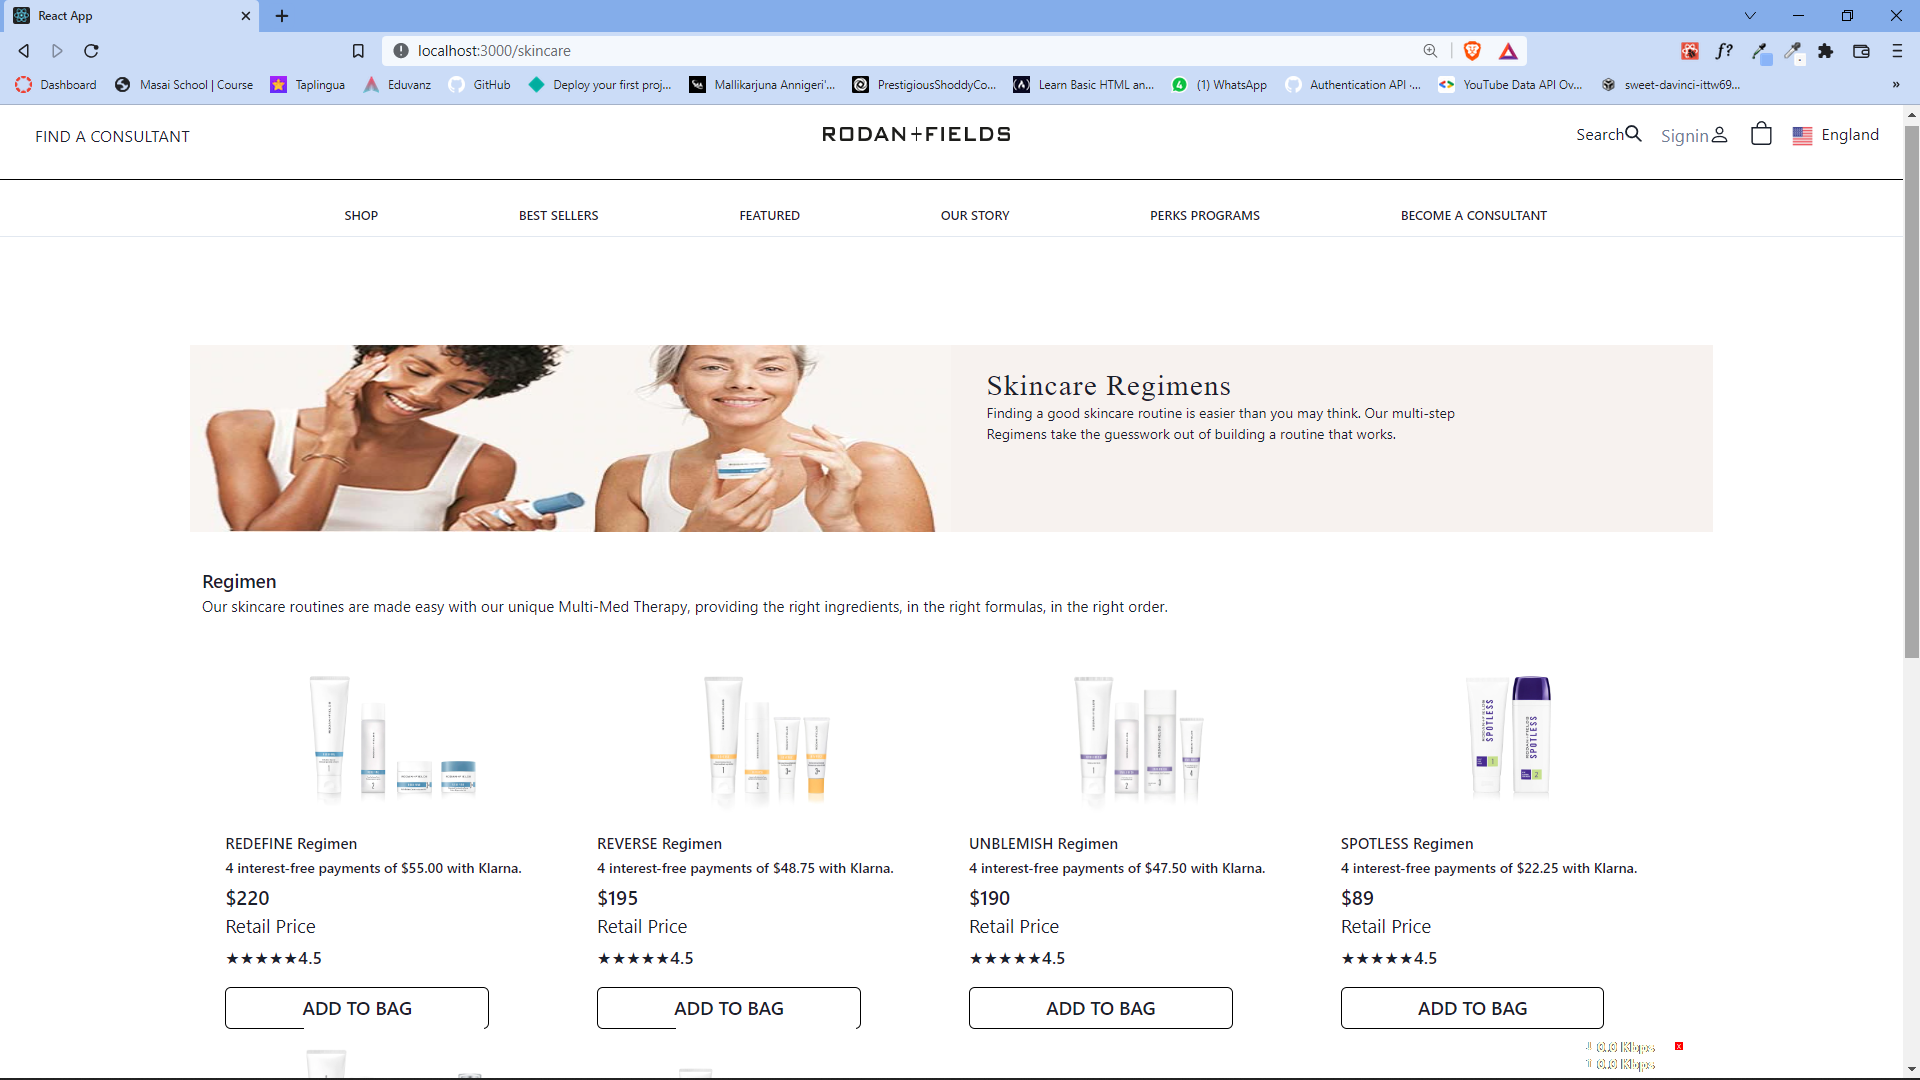 React App
localhost:3000/skincare
Dashboard
Masai School | Course
Taplingua
Eduvanz
GitHub
Deploy your first proj...
Mallikarjuna Annigeri'...
PrestigiousShoddyCo...
Learn Basic HTML an...
(1) WhatsApp
Authentication API ·...
YouTube Data API Ov...
sweet-davinci-ittw69...
»
FIND A CONSULTANT
RODAN+FIELDS
Search
Signin
England
SHOP
BEST SELLERS
FEATURED
OUR STORY
PERKS PROGRAMS
BECOME A CONSULTANT
Skincare Regimens
Finding a good skincare routine is easier than you may think. Our multi-step
Regimens take the guesswork out of building a routine that works.
Regimen
Our skincare routines are made easy with our unique Multi-Med Therapy, providing the right ingredients, in the right formulas, in the right order.
SPOTLESS
SPOTLESS
REDEFINE Regimen
4 interest-free payments of $55.00 with Klarna.
$220
Retail Price
★★★★★4.5
ADD TO BAG
REVERSE Regimen
4 interest-free payments of $48.75 with Klarna.
$195
Retail Price
★★★★★4.5
ADD TO BAG
UNBLEMISH Regimen
4 interest-free payments of $47.50 with Klarna.
$190
Retail Price
★★★★★4.5
ADD TO BAG
SPOTLESS Regimen
4 interest-free payments of $22.25 with Klarna.
$89
Retail Price
★★★★★4.5
ADD TO BAG
↓ 0.0 Kbps
↑ 0.0 Kbps